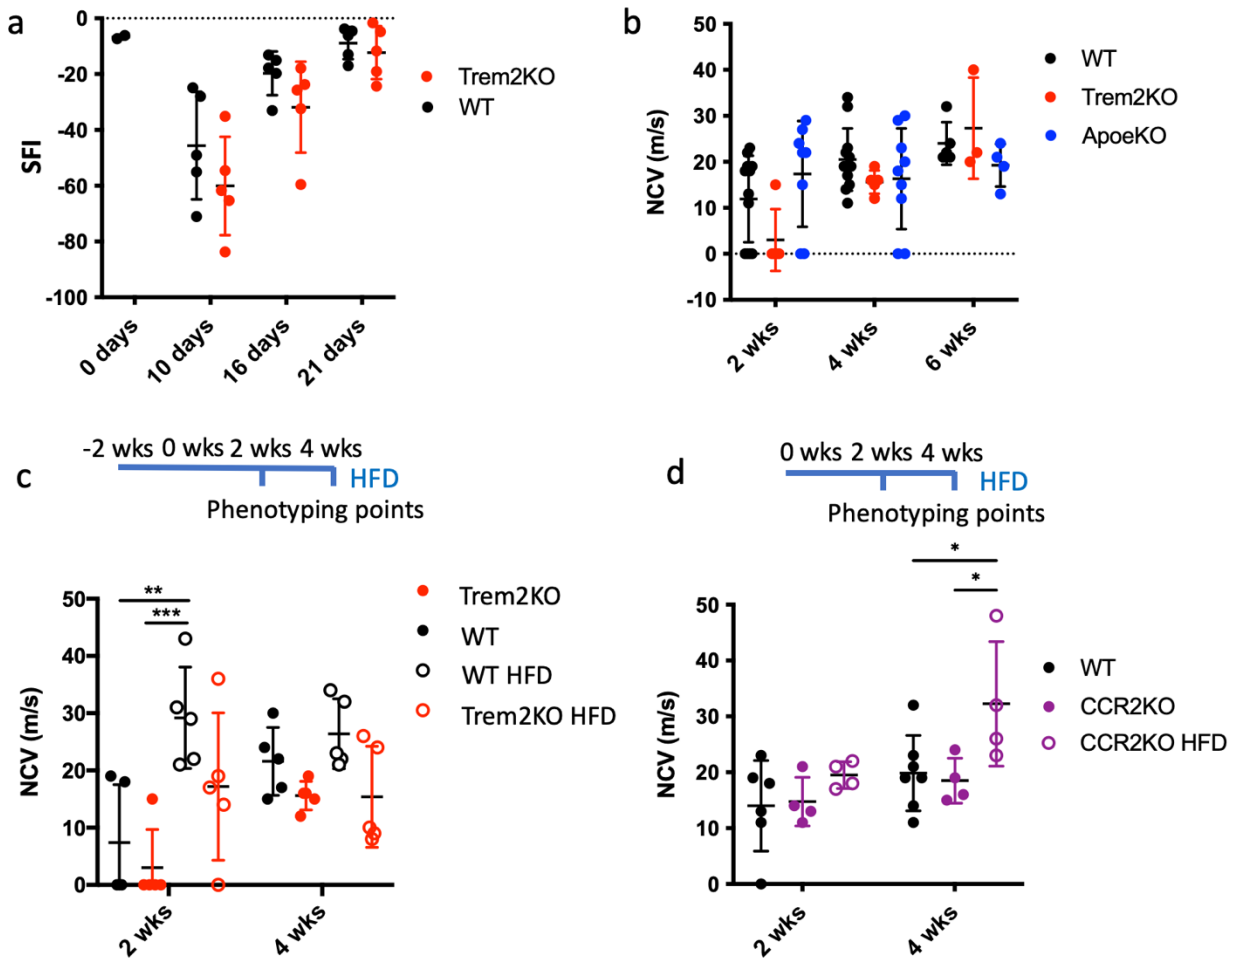 a
0
-20
-40
-60
-80
-100
SFI
0 days
10 days
16 days
21 days
Trem2KO
WT
b
50
40
30
20
10
0
-10
NCV (m/s)
2 wks
4 wks
6 wks
WT
Trem2KO
ApoeKO
c
-2 wks 0 wks 2 wks 4 wks
HFD
Phenotyping points
**
***
50
40
30
20
10
0
NCV (m/s)
2 wks
4 wks
Trem2KO
WT
WT HFD
Trem2KO HFD
d
0 wks 2 wks 4 wks
HFD
Phenotyping points
*
*
50
40
30
20
10
0
NCV (m/s)
2 wks
4 wks
WT
CCR2KO
CCR2KO HFD